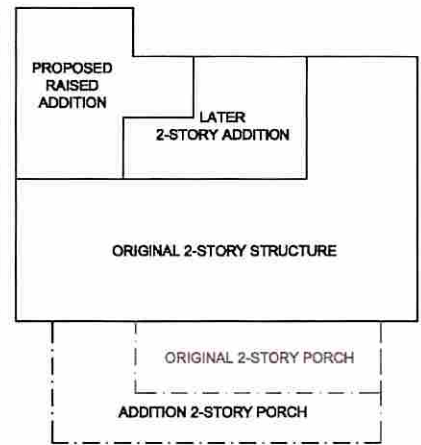 PROPOSED
RAISED
ADDITION
LATER
2-STORY ADDITION
ORIGINAL 2-STORY STRUCTURE
ORIGINAL 2-STORY PORCH
ADDITION 2-STORY PORCH